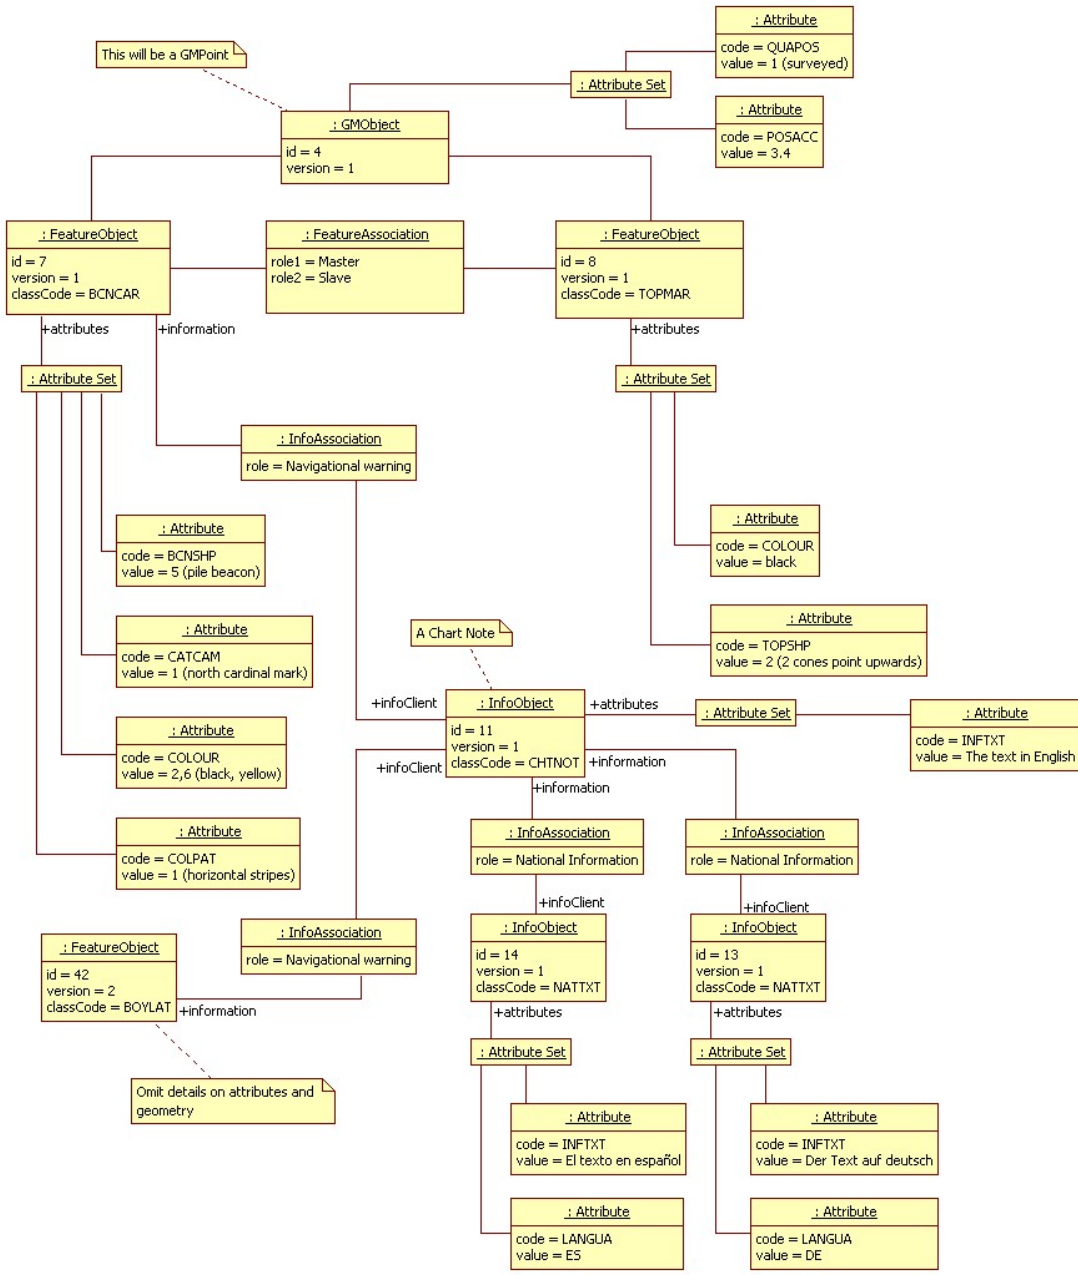 : Attribute
code = QUAPOS
value = 1 (surveyed)
This will be a GMPoint
: Attribute Set
: Attribute
code = POSACC
value = 3.4
: GMObject
id = 4
version = 1
: FeatureObject
id = 7
version = 1
classCode = BCNCAR
: FeatureAssociation
role1 = Master
role2 = Slave
: FeatureObject
id = 8
version = 1
classCode = TOPMAR
+attributes
+information
+attributes
: Attribute Set
: Attribute Set
: InfoAssociation
role = Navigational warning
: Attribute
code = BCNSHP
value = 5 (pile beacon)
: Attribute
code = COLOUR
value = black
: Attribute
code = CATCAM
value = 1 (north cardinal mark)
A Chart Note
: Attribute
code = TOPSHP
value = 2 (2 cones point upwards)
+infoClient
: InfoObject
id = 11
version = 1
classCode = CHTNOT
+attributes
: Attribute Set
: Attribute
code = INFTXT
value = The text in English
: Attribute
code = COLOUR
value = 2,6 (black, yellow)
+infoClient
+information
+information
: Attribute
code = COLPAT
value = 1 (horizontal stripes)
: InfoAssociation
role = National Information
: InfoAssociation
role = National Information
+infoClient
+infoClient
: FeatureObject
id = 42
version = 2
classCode = BOYLAT
: InfoAssociation
role = Navigational warning
+information
: InfoObject
id = 14
version = 1
classCode = NATTXT
: InfoObject
id = 13
version = 1
classCode = NATTXT
+attributes
+attributes
: Attribute Set
: Attribute Set
Omit details on attributes and
geometry
: Attribute
code = INFTXT
value = El texto en español
: Attribute
code = INFTXT
value = Der Text auf deutsch
: Attribute
code = LANGUA
value = ES
: Attribute
code = LANGUA
value = DE